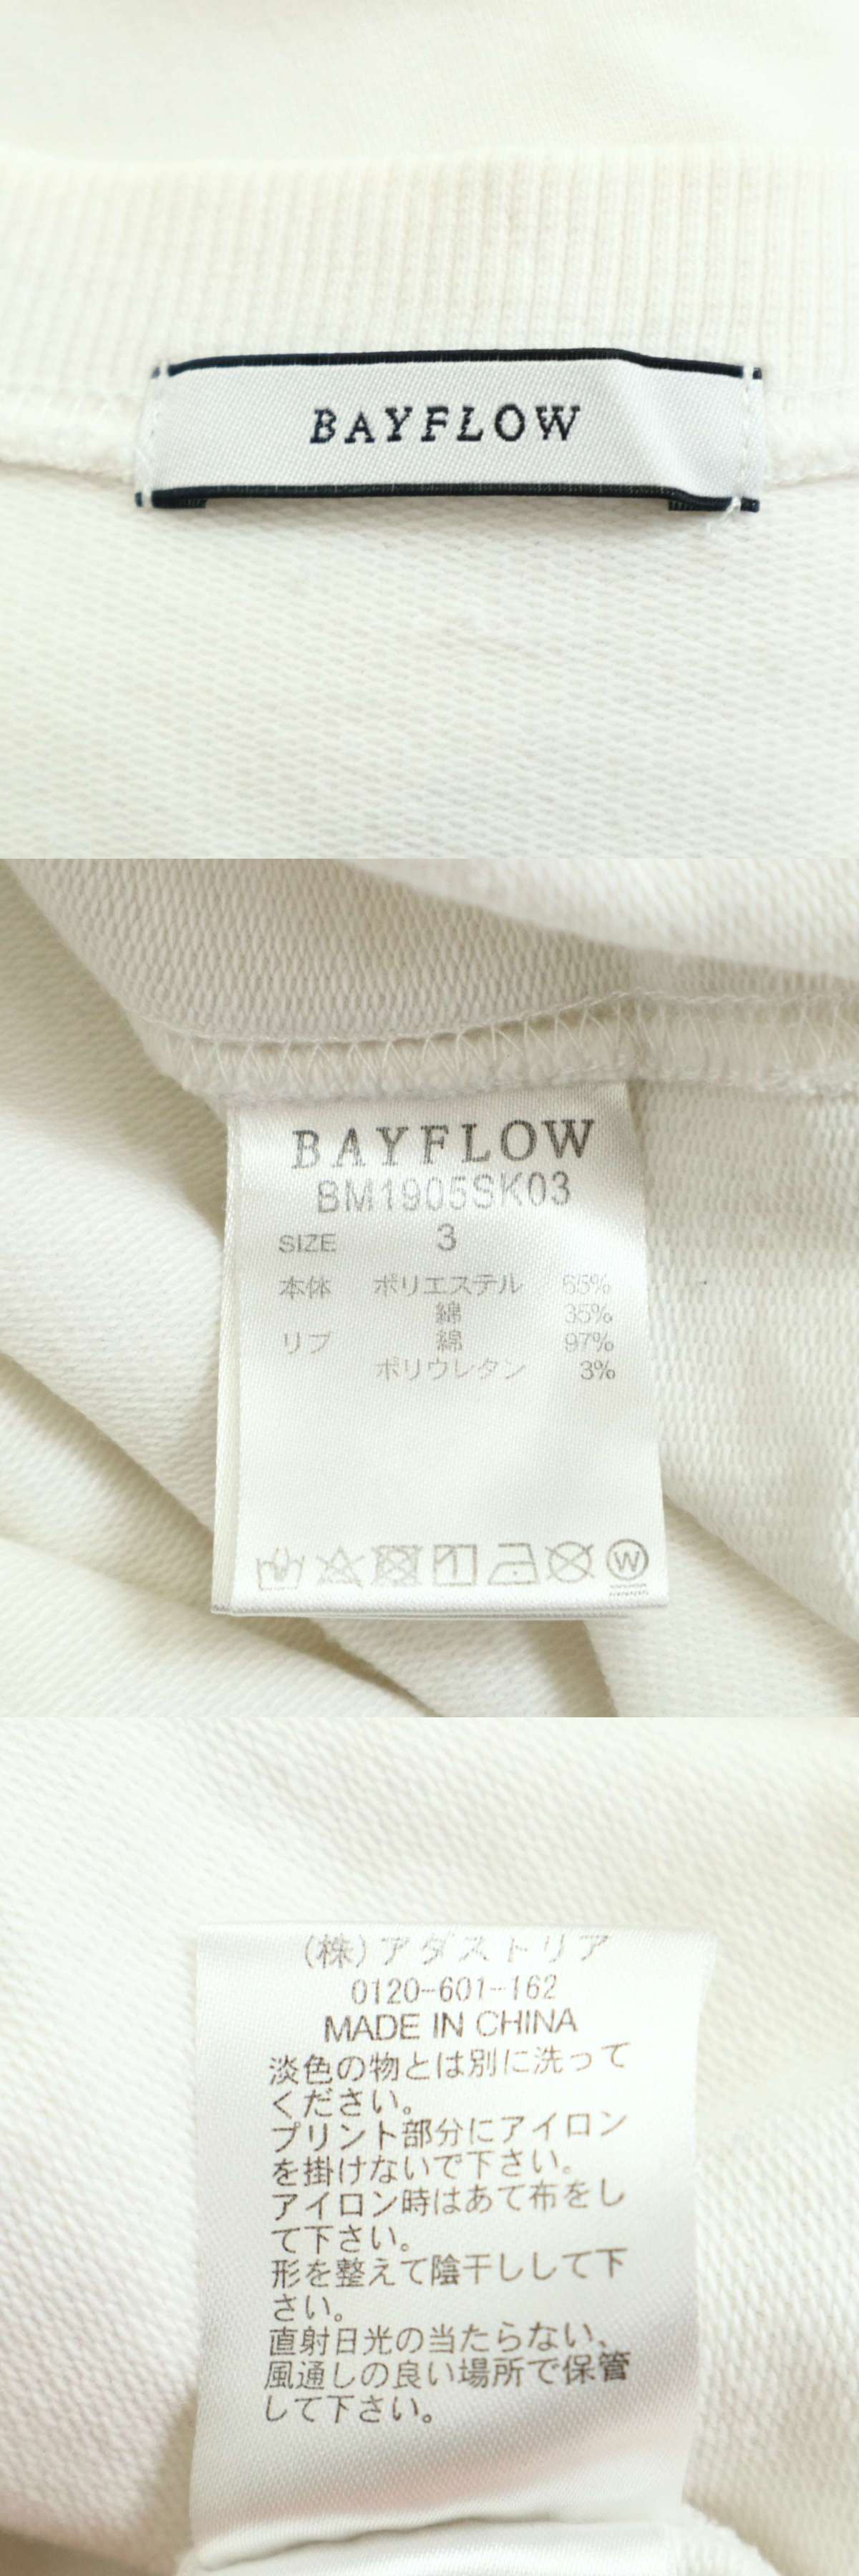 BAYFLOW
BAYFLOW
BM1905SK03
SIZE 3
本体 ポリエステル 65%
綿 35%
リブ 綿 97%
ポリウレタン 3%
W
(株)アダストリア
0120-601-162
MADE IN CHINA
淡色の物とは別に洗って
ください。
プリント部分にアイロン
を掛けないで下さい。
アイロン時はあて布をし
て下さい。
形を整えて陰干しして下
さい。
直射日光の当たらない、
風通しの良い場所で保管
して下さい。